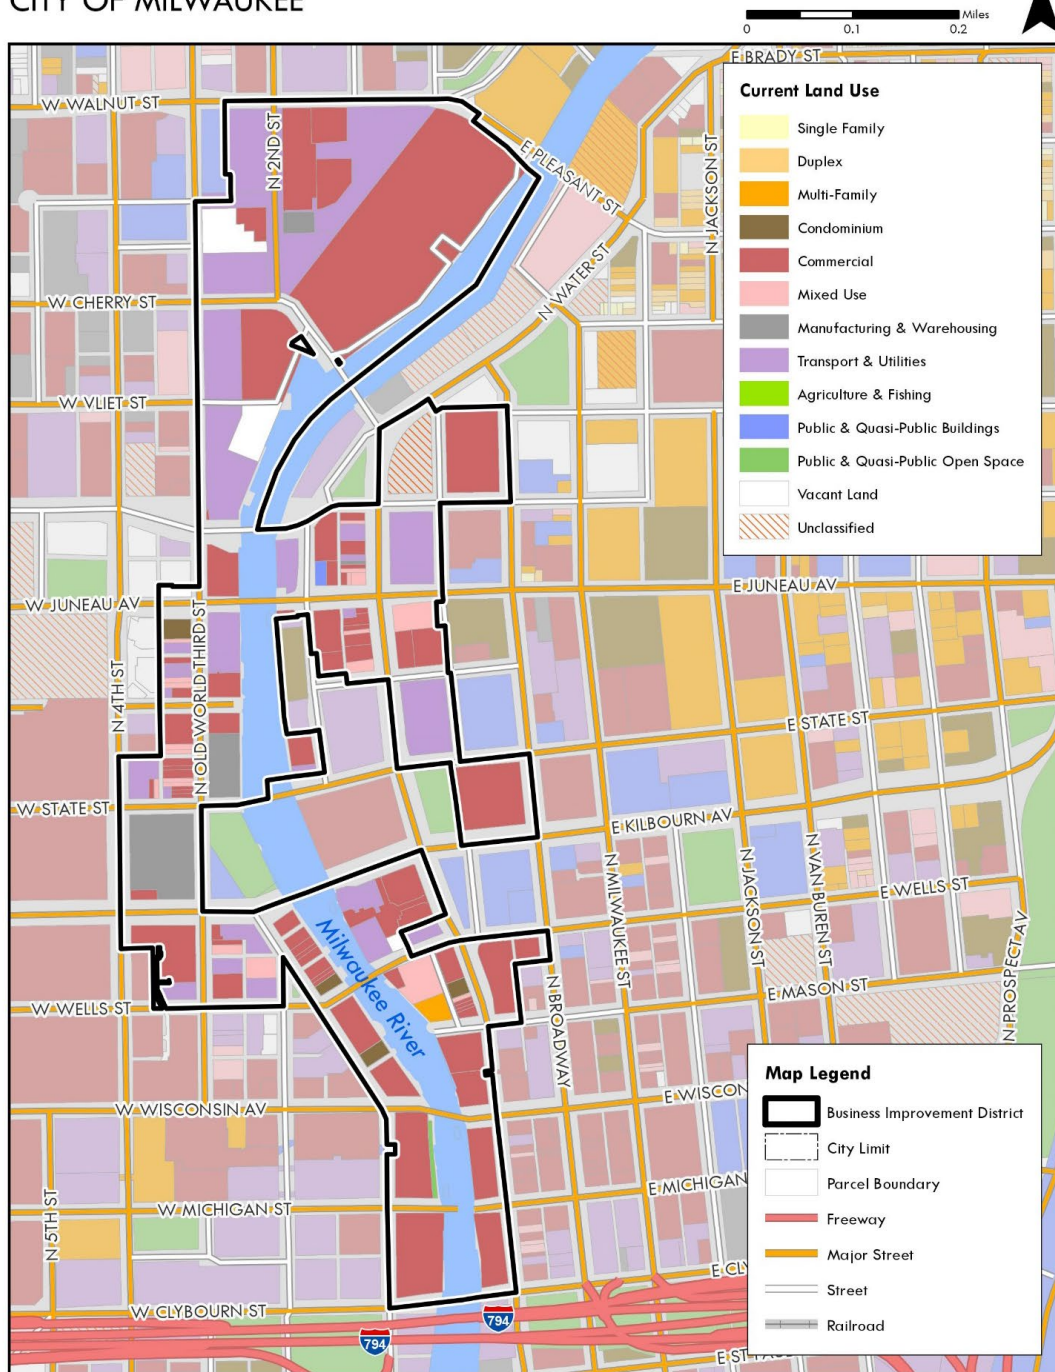 CITY OF MILWAUKEE
Miles
0 0.1 0.2
E BRADY ST
W WALNUT ST
N 2ND ST
E PLEASANT ST
N JACKSON ST
N WATER ST
W CHERRY ST
W VLIET ST
Current Land Use
Single Family
Duplex
Multi-Family
Condominium
Commercial
Mixed Use
Manufacturing & Warehousing
Transport & Utilities
Agriculture & Fishing
Public & Quasi-Public Buildings
Public & Quasi-Public Open Space
Vacant Land
Unclassified
E JUNEAU AV
W JUNEAU AV
N OLD WORLD THIRD ST
N 4TH ST
E STATE ST
W STATE ST
E KILBOURN AV
N MILWAUKEE ST
N JACKSON ST
N VAN BUREN ST
E WELLS ST
N PROSPECT AV
Milwaukee River
W WELLS ST
N BROADWAY
E MASON ST
W WISCONSIN AV
E WISCON
W MICHIGAN ST
E MICHIGAN
N 5TH ST
E CLY
W CLYBOURN ST
794
794
Map Legend
Business Improvement District
City Limit
Parcel Boundary
Freeway
Major Street
Street
Railroad